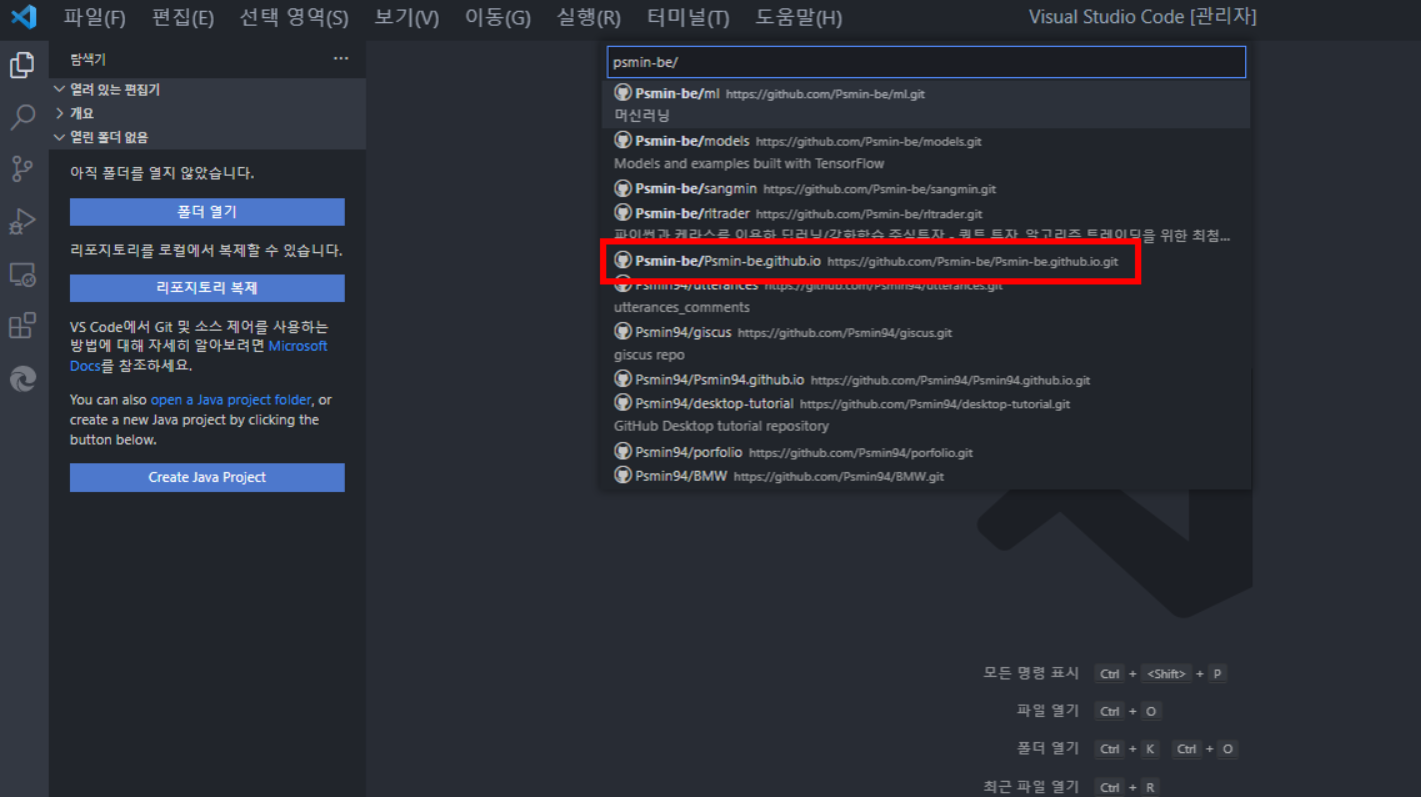 파일(F) 편집(E) 선택 영역(S) 보기(V) 이동(G) 실행(R) 터미널(T) 도움말(H) Visual Studio Code [관리자]
탐색기 ···
열려 있는 편집기
개요
열린 폴더 없음
아직 폴더를 열지 않았습니다.
폴더 열기
리포지토리를 로컬에서 복제할 수 있습니다.
리포지토리 복제
VS Code에서 Git 및 소스 제어를 사용하는
방법에 대해 자세히 알아보려면 Microsoft
Docs를 참조하세요.
You can also open a Java project folder, or
create a new Java project by clicking the
button below.
Create Java Project
psmin-be/
Psmin-be/ml https://github.com/Psmin-be/ml.git
머신러닝
Psmin-be/models https://github.com/Psmin-be/models.git
Models and examples built with TensorFlow
Psmin-be/sangmin https://github.com/Psmin-be/sangmin.git
Psmin-be/rltrader https://github.com/Psmin-be/rltrader.git
파이썬과 케라스를 이용한 딥러닝/강화학습 주식투자 - 퀀트 투자, 알고리즘 트레이딩을 위한 최첨...
Psmin-be/Psmin-be.github.io https://github.com/Psmin-be/Psmin-be.github.io.git
Psmin94/utterances https://github.com/Psmin94/utterances.git
utterances_comments
Psmin94/giscus https://github.com/Psmin94/giscus.git
giscus repo
Psmin94/Psmin94.github.io https://github.com/Psmin94/Psmin94.github.io.git
Psmin94/desktop-tutorial https://github.com/Psmin94/desktop-tutorial.git
GitHub Desktop tutorial repository
Psmin94/porfolio https://github.com/Psmin94/porfolio.git
Psmin94/BMW https://github.com/Psmin94/BMW.git
모든 명령 표시 Ctrl + <Shift> + P
파일 열기 Ctrl + O
폴더 열기 Ctrl + K Ctrl + O
최근 파일 열기 Ctrl + R